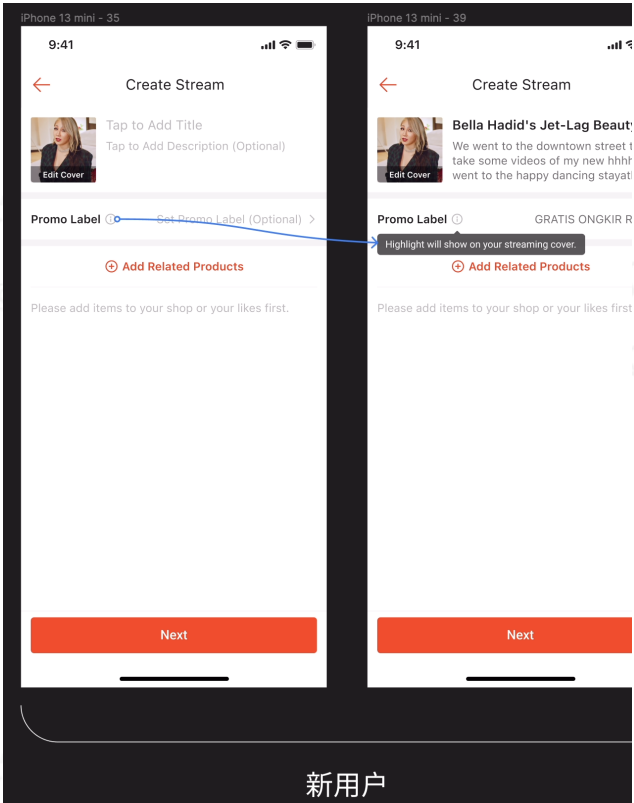 iPhone 13 mini - 35
9:41
Create Stream
Tap to Add Title
Tap to Add Description (Optional)
Edit Cover
Promo Label
Set Promo Label (Optional)
Add Related Products
Please add items to your shop or your likes first.
Next
iPhone 13 mini - 39
9:41
Create Stream
Bella Hadid's Jet-Lag Beauty
We went to the downtown street t
take some videos of my new hhhh
went to the happy dancing stayat
Edit Cover
Promo Label
GRATIS ONGKIR R
Highlight will show on your streaming cover.
Add Related Products
Please add items to your shop or your likes first
Next
新用户